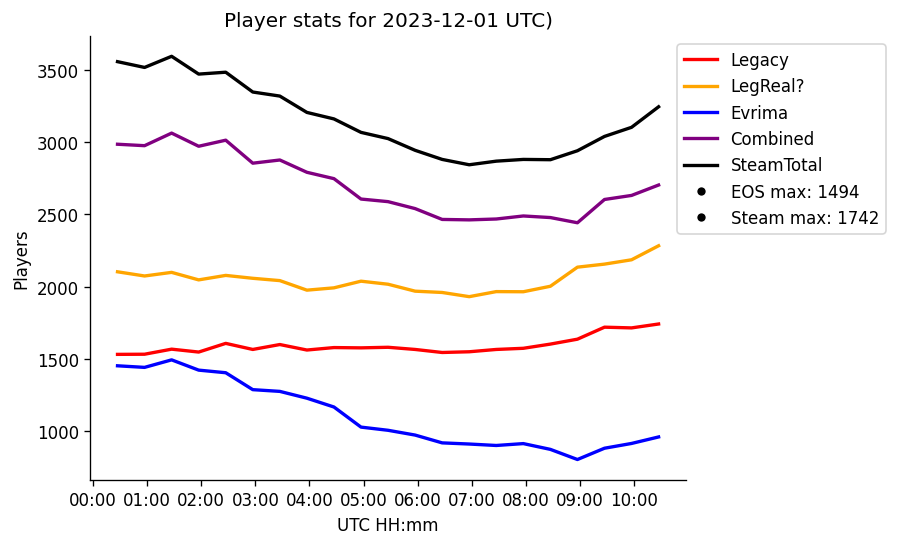 Player stats for 2023-12-01 UTC)
Players
3500
3000
2500
2000
1500
1000
00:00 01:00 02:00 03:00 04:00 05:00 06:00 07:00 08:00 09:00 10:00
UTC HH:mm
Legacy
LegReal?
Evrima
Combined
SteamTotal
EOS max: 1494
Steam max: 1742